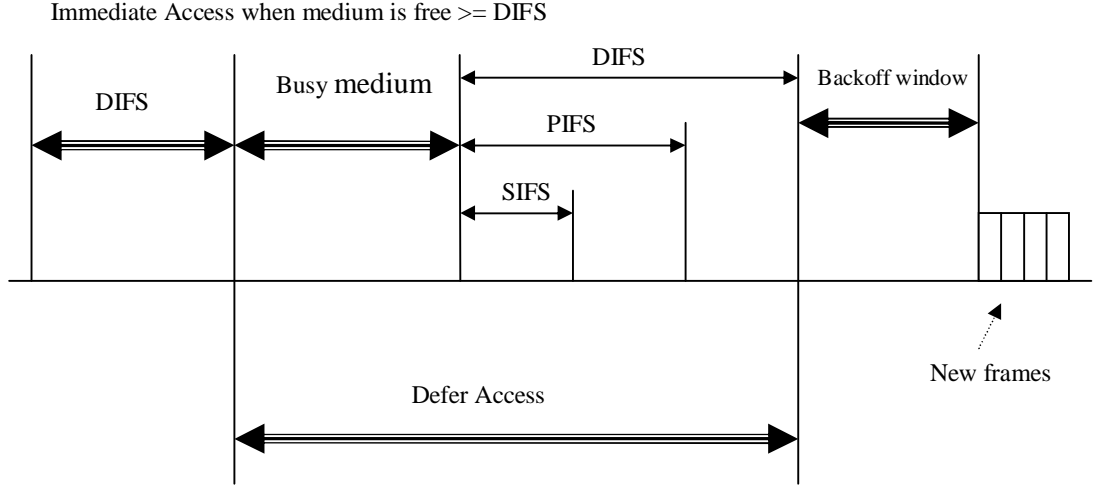 Immediate Access when medium is free >= DIFS
DIFS
Busy medium
DIFS
Backoff window
PIFS
SIFS
New frames
Defer Access